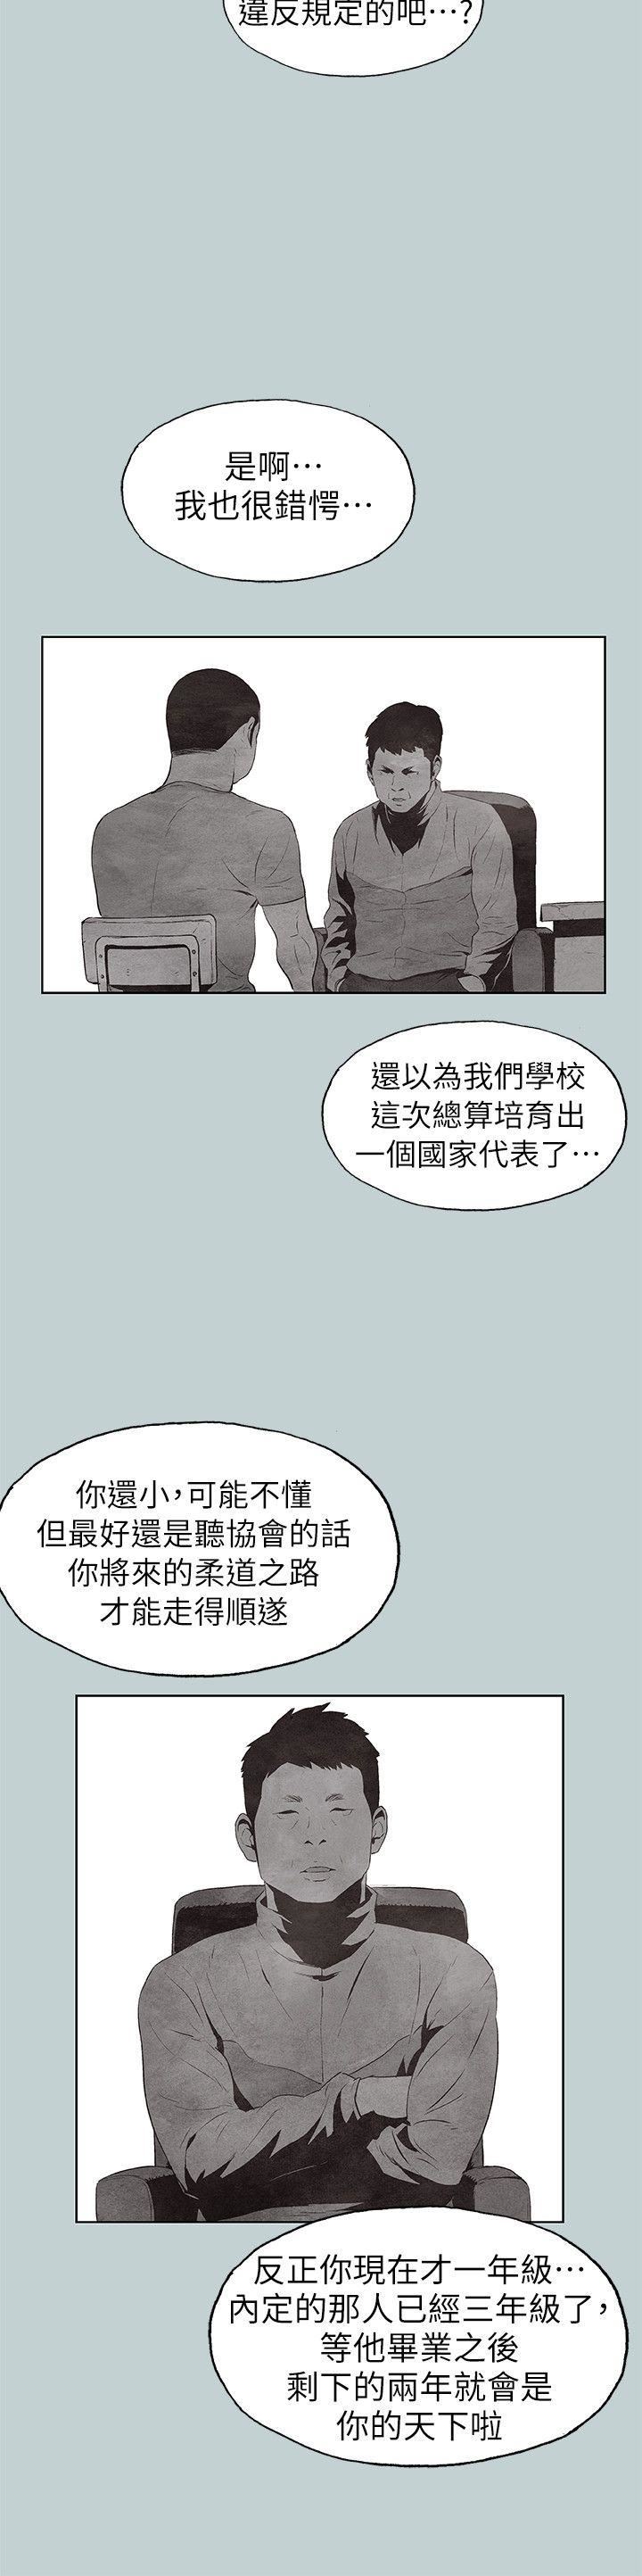 違反規定的吧⋯?
是啊⋯
我也很錯愕⋯
還以為我們學校
這次總算培育出
一個國家代表了⋯
你還小,可能不懂
但最好還是聽協會的話
你將來的柔道之路
才能走得順遂
反正你現在才一年級⋯
內定的那人已經三年級了,
等他畢業之後
剩下的兩年就會是
你的天下啦